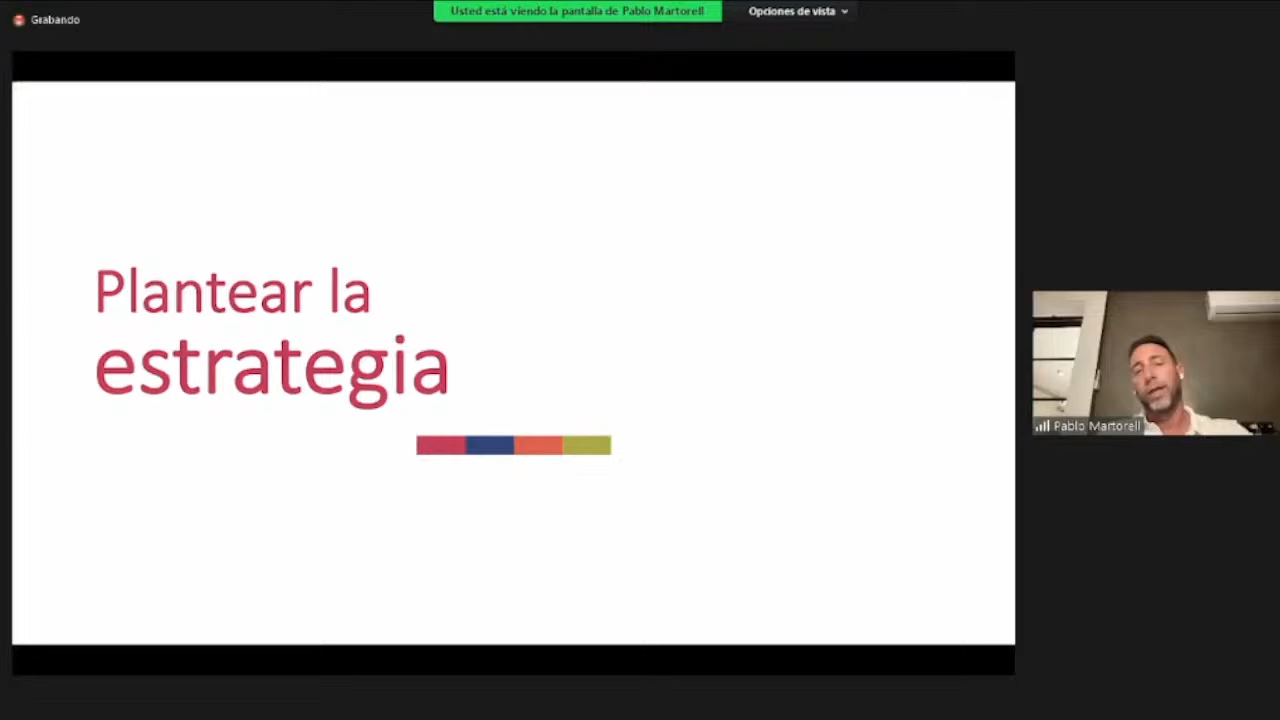 Grabando
Usted está viendo la pantalla de Pablo Martorell
Opciones de vista
Plantear la
estrategia
Pablo Martorell